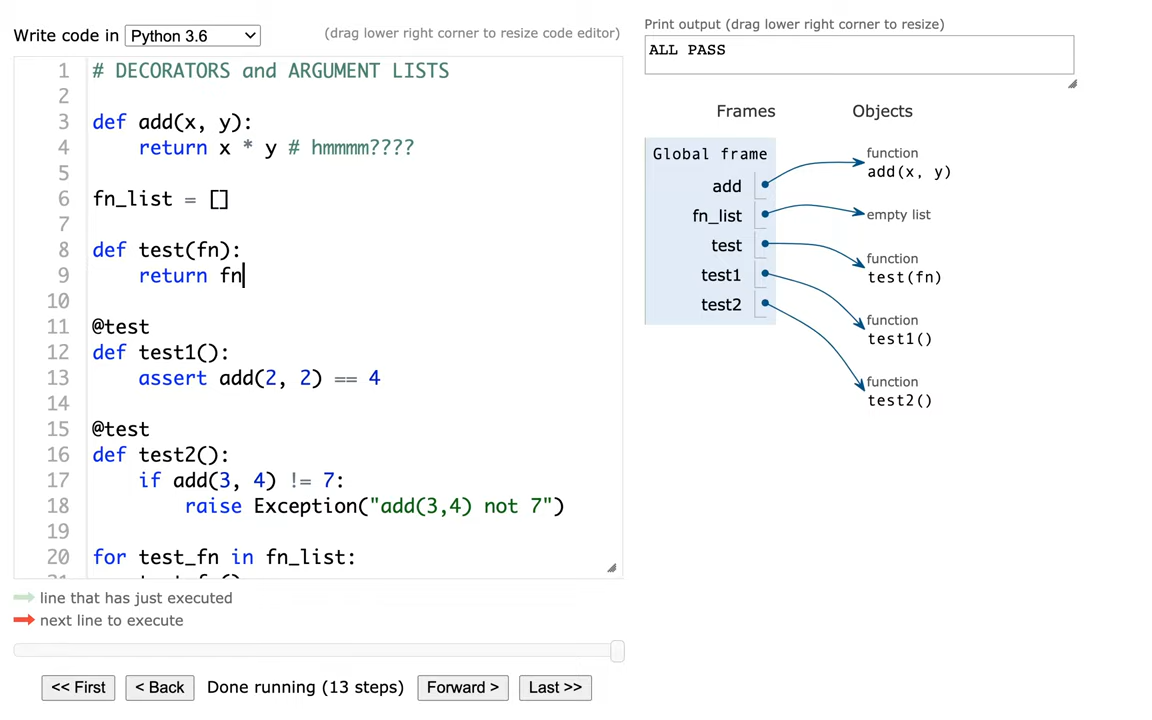 Write code in Python 3.6
(drag lower right corner to resize code editor)
1 # DECORATORS and ARGUMENT LISTS
2
3 def add(x, y):
4     return x * y # hmmmm????
5
6 fn_list = []
7
8 def test(fn):
9     return fn
10
11 @test
12 def test1():
13     assert add(2, 2) == 4
14
15 @test
16 def test2():
17     if add(3, 4) != 7:
18         raise Exception("add(3,4) not 7")
19
20 for test_fn in fn_list:
line that has just executed
next line to execute
<< First
< Back
Done running (13 steps)
Forward >
Last >>
Print output (drag lower right corner to resize)
ALL PASS
Frames
Objects
Global frame
add
fn_list
test
test1
test2
function
add(x, y)
empty list
function
test(fn)
function
test1()
function
test2()